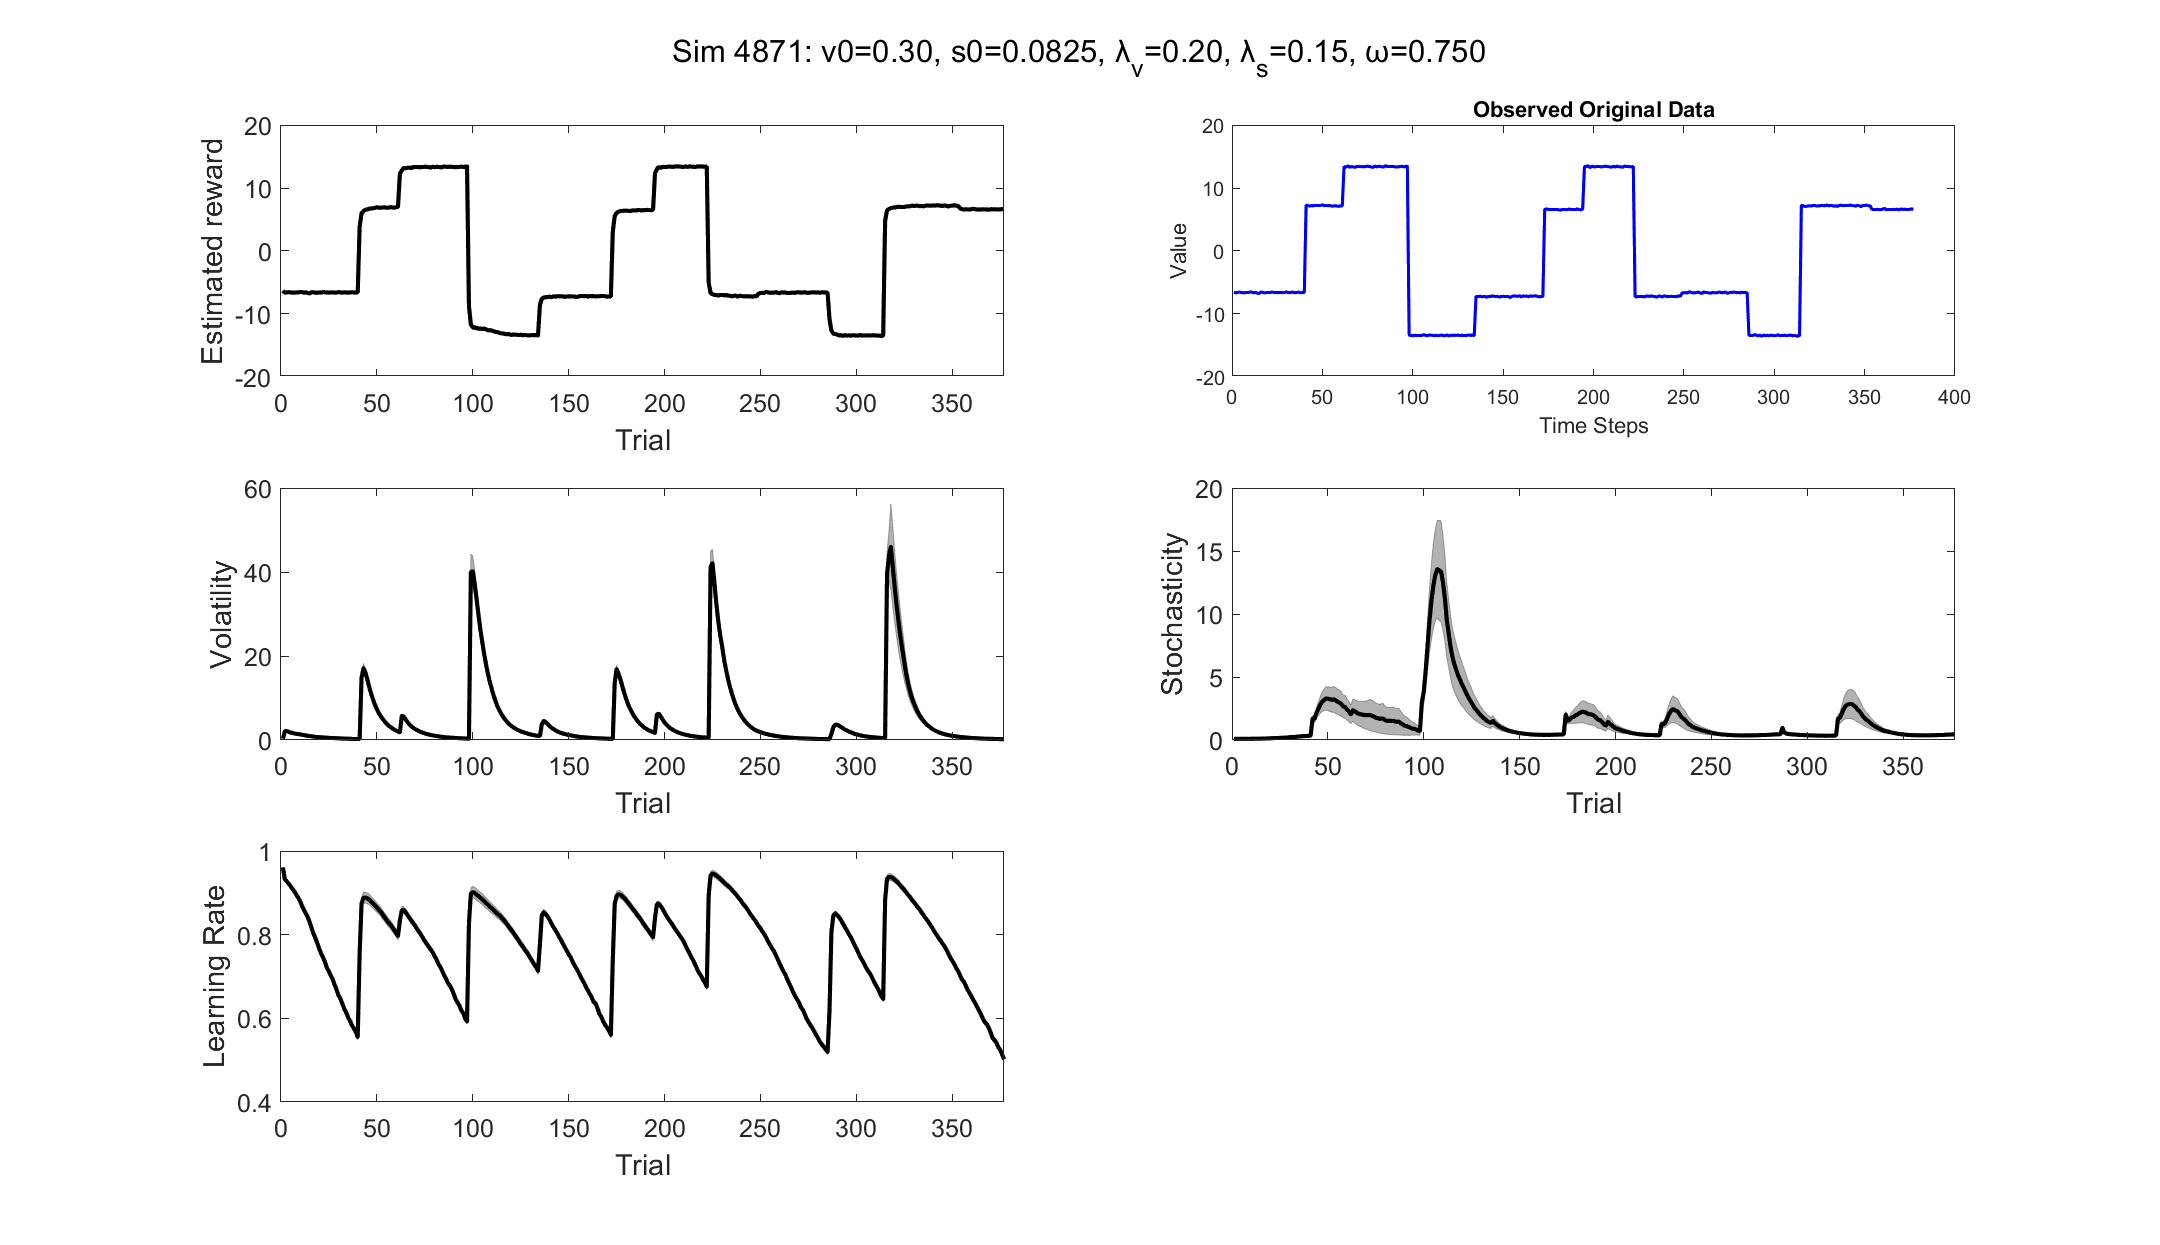 Sim 4871: v0=0.30, s0=0.0825, λ_v=0.20, λ_s=0.15, ω=0.750
Estimated reward
20
10
0
-10
-20
0 50 100 150 200 250 300 350
Trial
Observed Original Data
Value
20
10
0
-10
-20
0 50 100 150 200 250 300 350 400
Time Steps
Volatility
60
40
20
0
0 50 100 150 200 250 300 350
Trial
Stochasticity
20
15
10
5
0
0 50 100 150 200 250 300 350
Trial
Learning Rate
1
0.8
0.6
0.4
0 50 100 150 200 250 300 350
Trial